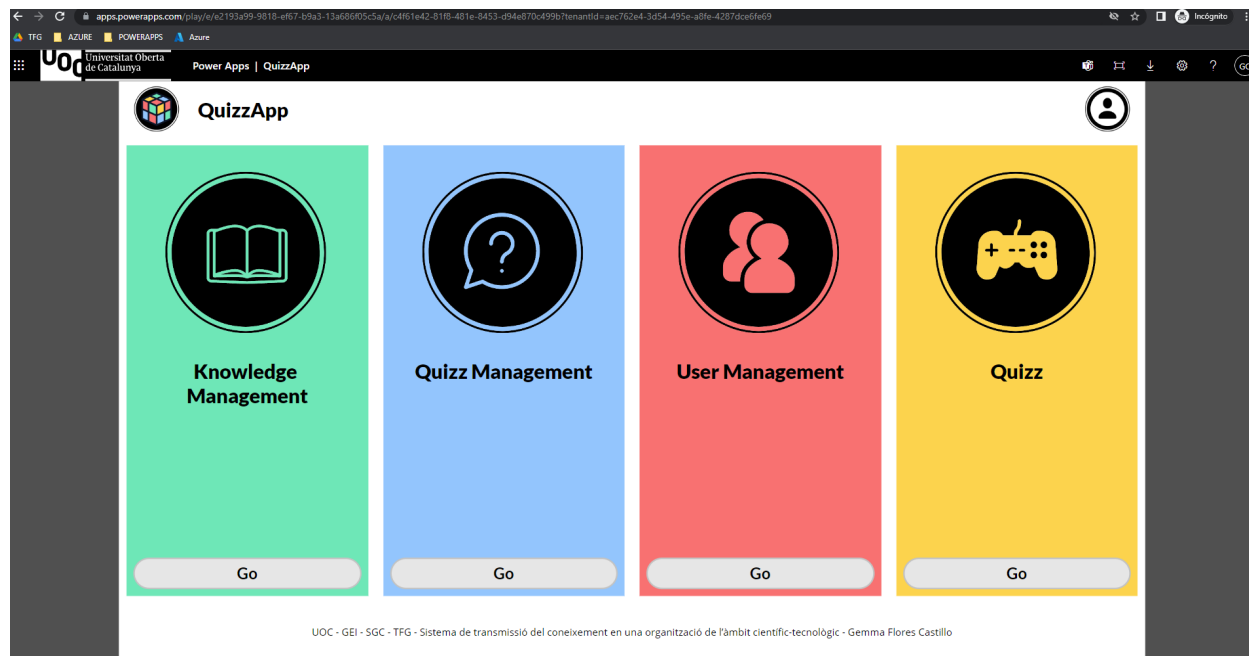 apps.powerapps.com/play/e/e2193a99-9818-ef67-b9a3-13a686f05c5a/a/c4f61e42-81f8-481e-8453-d94e870c499b?tenantId=aec762e4-3d54-495e-a8fe-4287dce6fe69
Incógnito
TFG AZURE POWERAPPS Azure
UOC Universitat Oberta
de Catalunya
Power Apps | QuizzApp
? GC
QuizzApp
Knowledge
Management
Quizz Management
User Management
Quizz
Go
Go
Go
Go
UOC - GEI - SGC - TFG - Sistema de transmissió del coneixement en una organització de l'àmbit científic-tecnològic - Gemma Flores Castillo